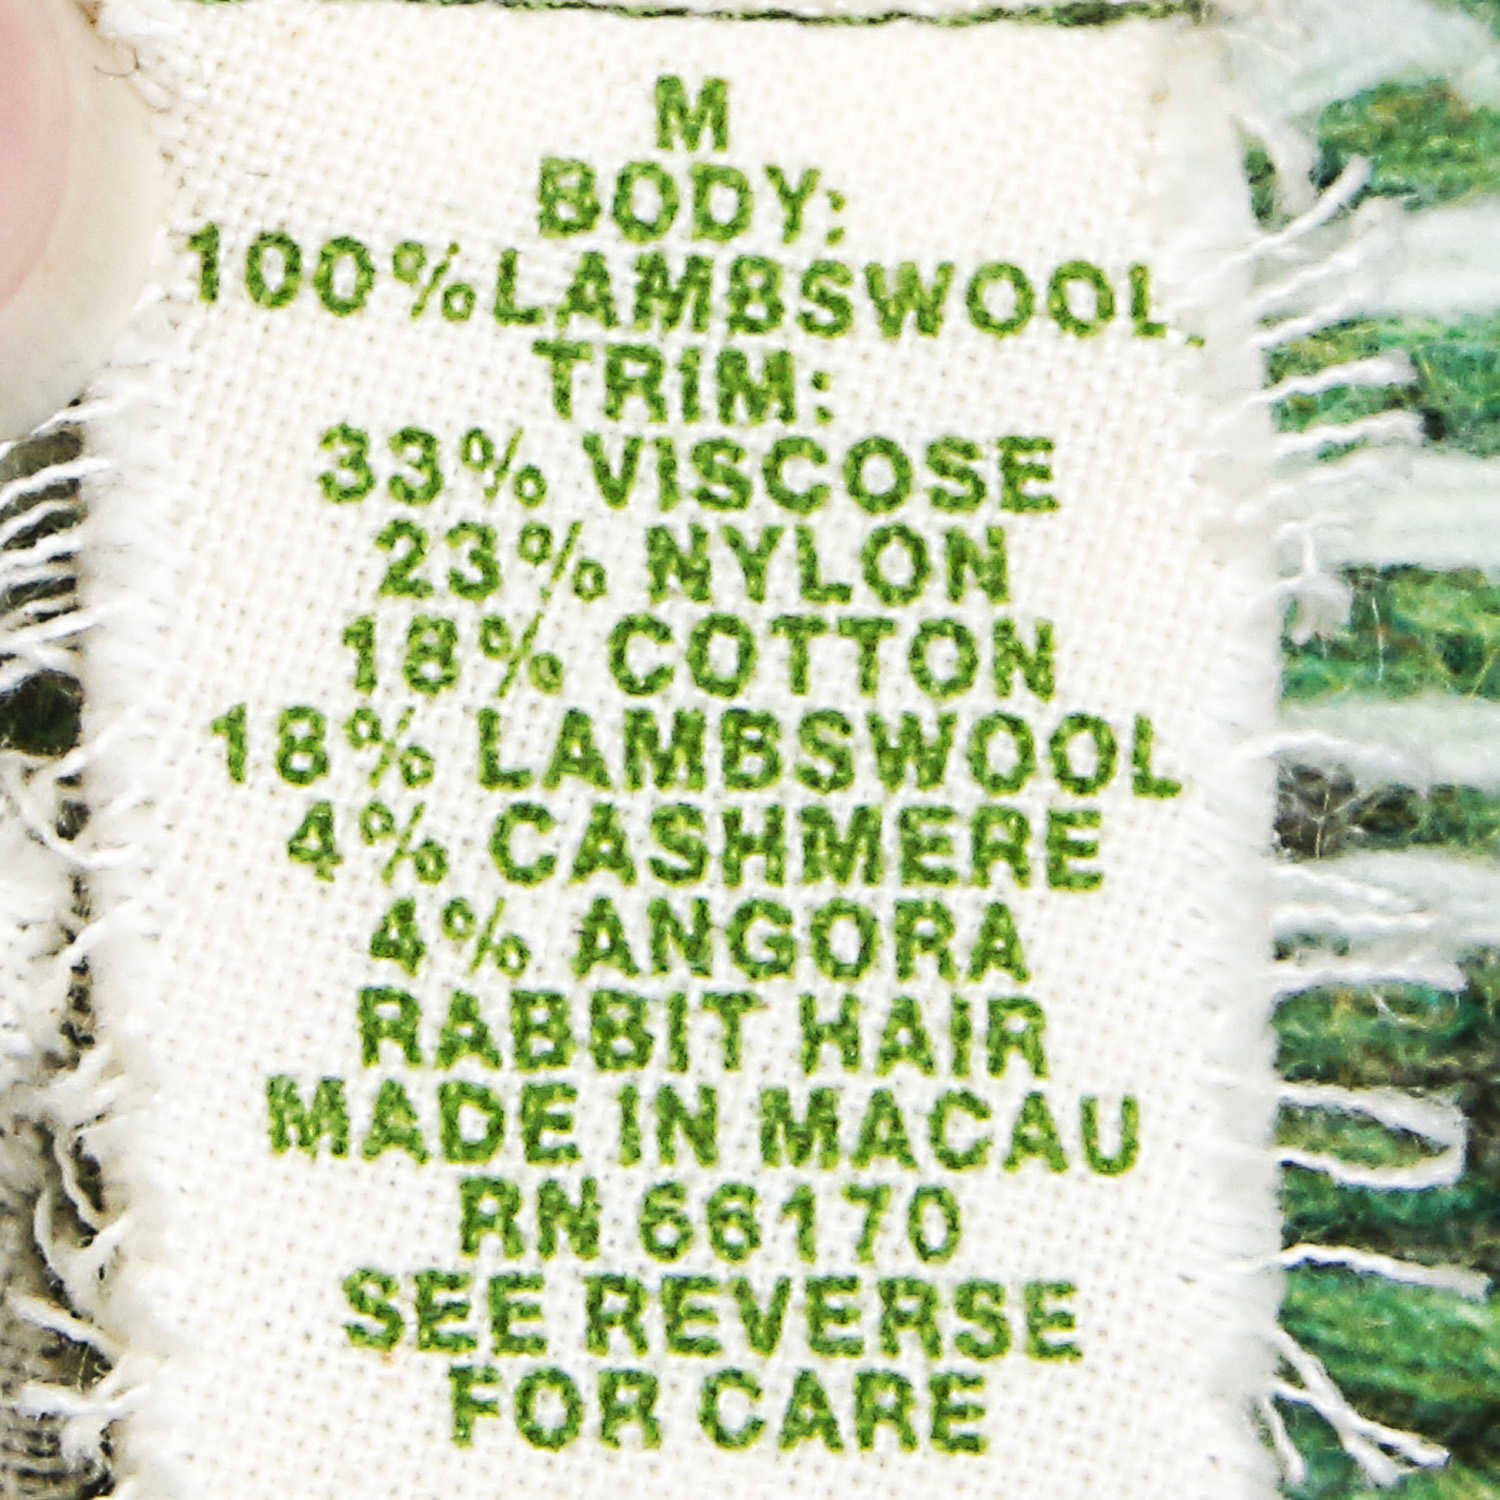 M
BODY:
100%LAMBSWOOL
TRIM:
33% VISCOSE
23% NYLON
18% COTTON
18% LAMBSWOOL
4% CASHMERE
4% ANGORA
RABBIT HAIR
MADE IN MACAU
RN 66170
SEE REVERSE
FOR CARE